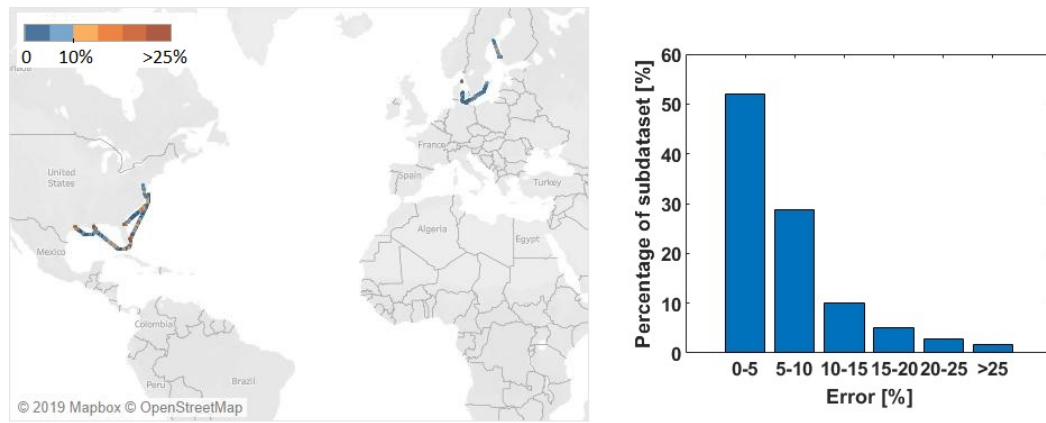 0 10% >25%
United
States
Mexico
Colombia
Peru
Brazil
France
Spain
Turkey
Algeria
Egypt
© 2019 Mapbox © OpenStreetMap
Percentage of subdataset [%]
60
50
40
30
20
10
0
0-5 5-10 10-15 15-20 20-25 >25
Error [%]